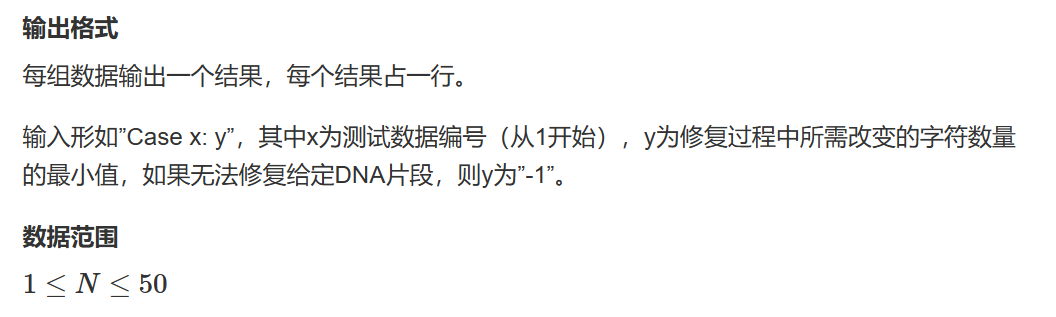 输出格式
每组数据输出一个结果，每个结果占一行。
输入形如”Case x: y”，其中x为测试数据编号（从1开始），y为修复过程中所需改变的字符数量
的最小值，如果无法修复给定DNA片段，则y为”-1”。
数据范围
1 ≤ N ≤ 50